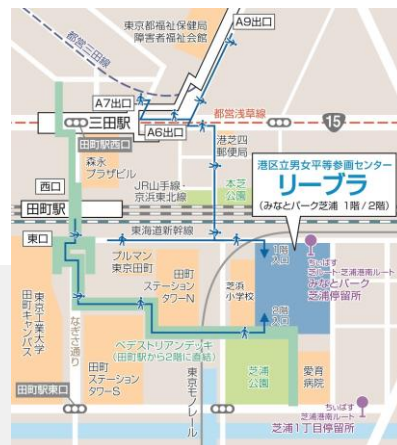 東京都福祉保健局
障害者福祉会館
A9出口
都営三田線
A7出口
三田駅
A6出口
都営浅草線
15
田町駅西口
森永
プラザビル
港芝四
郵便局
港区立男女平等参画センター
リーブラ
(みなとパーク芝浦 1階/2階)
JR山手線・
京浜東北線
本芝
公園
西口
田町駅
東口
東海道新幹線
1階
入口
ちぃばす
芝ルート芝浦港南ルート
みなとパーク
芝浦停留所
プルマン
東京田町
田町
ステーション
タワーN
芝浜
小学校
2階
入口
東京工業大学
田町キャンパス
なぎさ通り
ペデストリアンデッキ
(田町駅から2階に直結)
田町
ステーション
タワーS
東京モノレール
芝浦
公園
愛育
病院
田町駅東口
ちぃばす
芝浦港南ルート
芝浦1丁目停留所